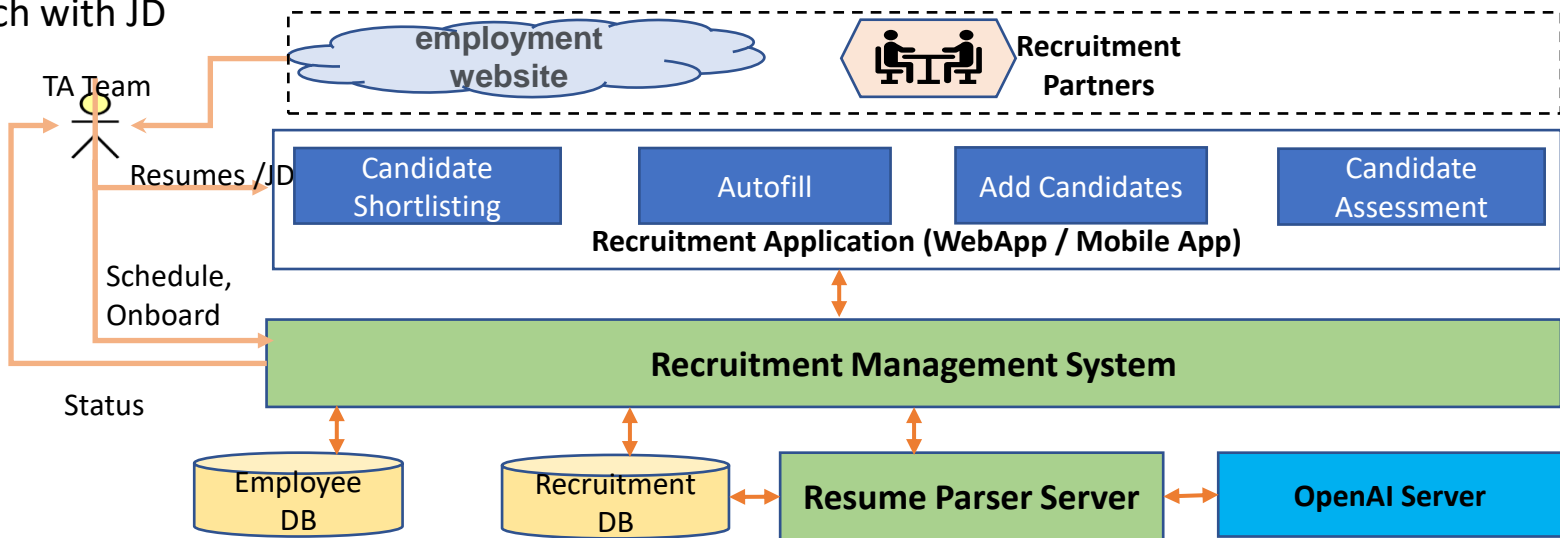 ch with JD
employment
website
Recruitment
Partners
TA Team
Resumes /JD
Candidate
Shortlisting
Autofill
Add Candidates
Candidate
Assessment
Recruitment Application (WebApp / Mobile App)
Schedule,
Onboard
Recruitment Management System
Status
Employee
DB
Recruitment
DB
Resume Parser Server
OpenAI Server